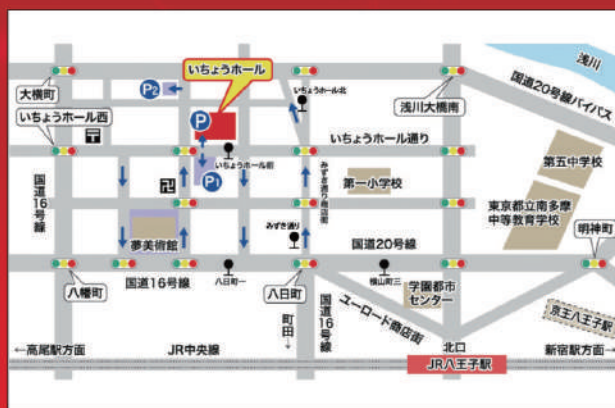 いちょうホール
浅川
大横町
P2
いちょうホール北
浅川大橋南
国道20号線バイパス
いちょうホール西
P
いちょうホール通り
いちょうホール前
P1
国道16号線
みずき通り商店街
第一小学校
第五中学校
東京都立南多摩
中等教育学校
明神町
夢美術館
みずき通り
国道20号線
八幡町
国道16号線
八日町一
八日町
横山町三
学園都市
センター
町田→
国道16号線
ユーロード商店街
京王八王子駅
北口
←高尾駅方面
JR中央線
JR八王子駅
新宿駅方面→